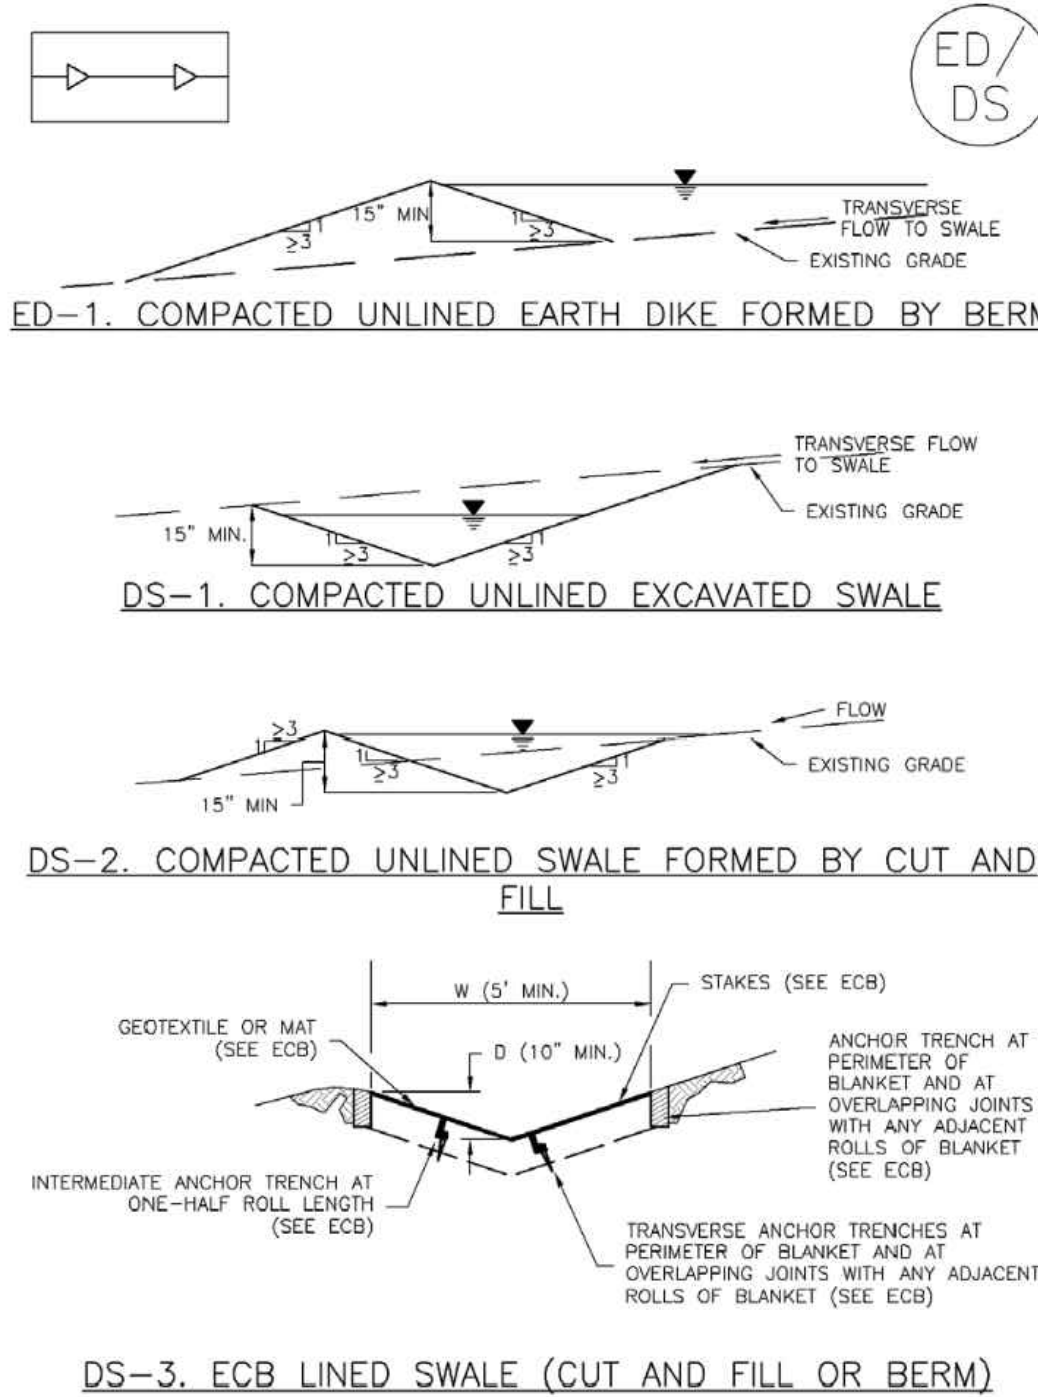 ED/
DS
15" MIN
1
≥3
1
≥3
TRANSVERSE
FLOW TO SWALE
EXISTING GRADE
ED-1. COMPACTED UNLINED EARTH DIKE FORMED BY BERM
TRANSVERSE FLOW
TO SWALE
EXISTING GRADE
15" MIN.
1
≥3
1
≥3
DS-1. COMPACTED UNLINED EXCAVATED SWALE
FLOW
EXISTING GRADE
≥3
1
1
≥3
1
≥3
15" MIN
DS-2. COMPACTED UNLINED SWALE FORMED BY CUT AND
FILL
W (5' MIN.)
STAKES (SEE ECB)
GEOTEXTILE OR MAT
(SEE ECB)
D (10" MIN.)
ANCHOR TRENCH AT
PERIMETER OF
BLANKET AND AT
OVERLAPPING JOINTS
WITH ANY ADJACENT
ROLLS OF BLANKET
(SEE ECB)
INTERMEDIATE ANCHOR TRENCH AT
ONE-HALF ROLL LENGTH
(SEE ECB)
TRANSVERSE ANCHOR TRENCHES AT
PERIMETER OF BLANKET AND AT
OVERLAPPING JOINTS WITH ANY ADJACENT
ROLLS OF BLANKET (SEE ECB)
DS-3. ECB LINED SWALE (CUT AND FILL OR BERM)